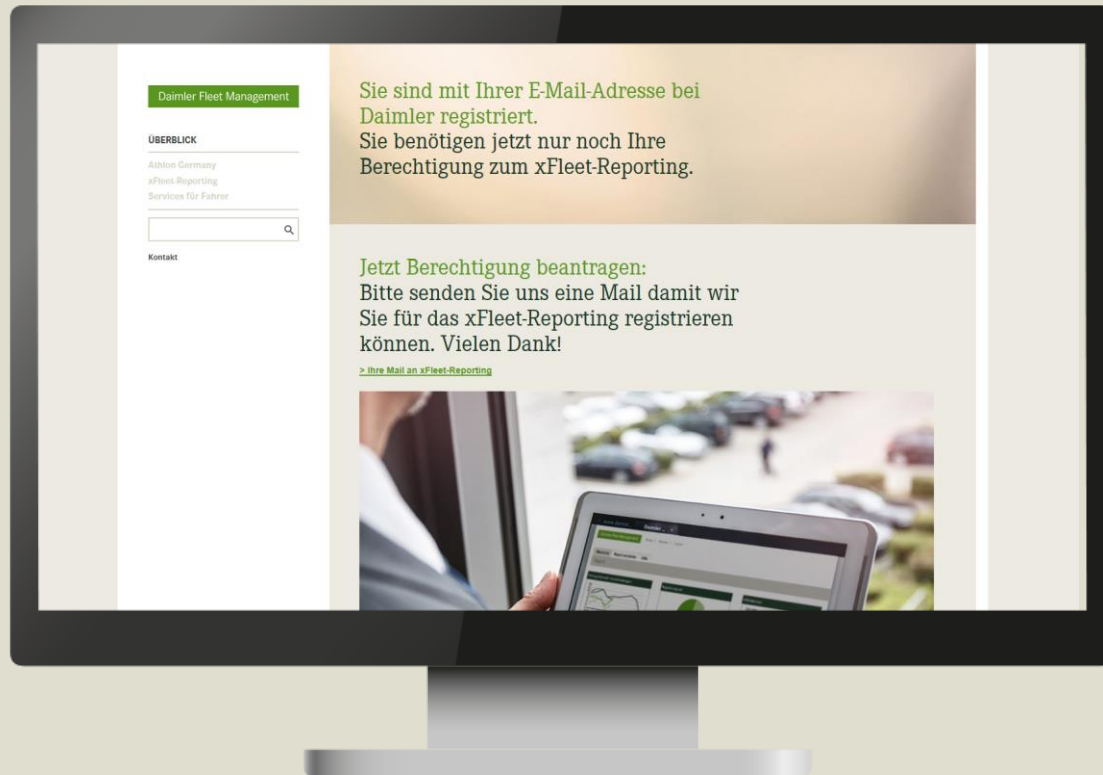 Daimler Fleet Management
ÜBERBLICK
Athlon Germany
xFleet-Reporting
Services für Fahrer
Kontakt
Sie sind mit Ihrer E-Mail-Adresse bei
Daimler registriert.
Sie benötigen jetzt nur noch Ihre
Berechtigung zum xFleet-Reporting.
Jetzt Berechtigung beantragen:
Bitte senden Sie uns eine Mail damit wir
Sie für das xFleet-Reporting registrieren
können. Vielen Dank!
> Ihre Mail an xFleet-Reporting